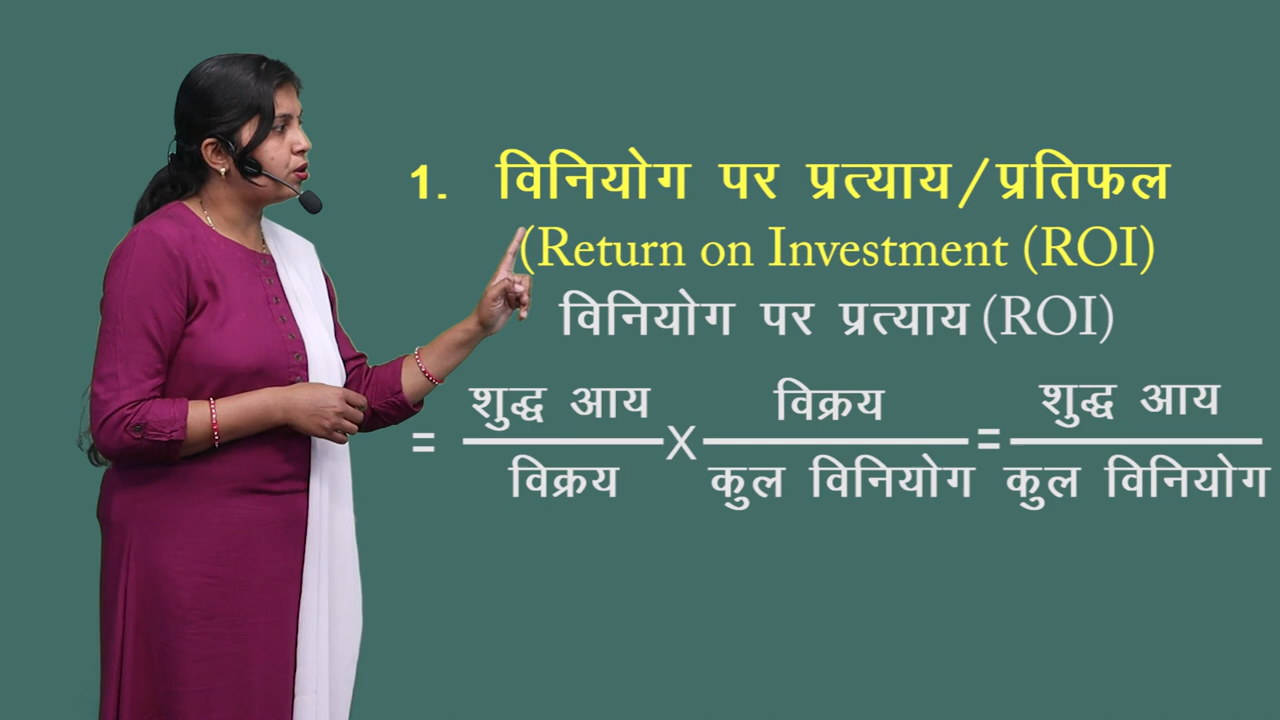 1. विनियोग पर प्रत्याय/प्रतिफल
(Return on Investment (ROI)
विनियोग पर प्रत्याय (ROI)
= शुद्ध आय / विक्रय X विक्रय / कुल विनियोग = शुद्ध आय / कुल विनियोग